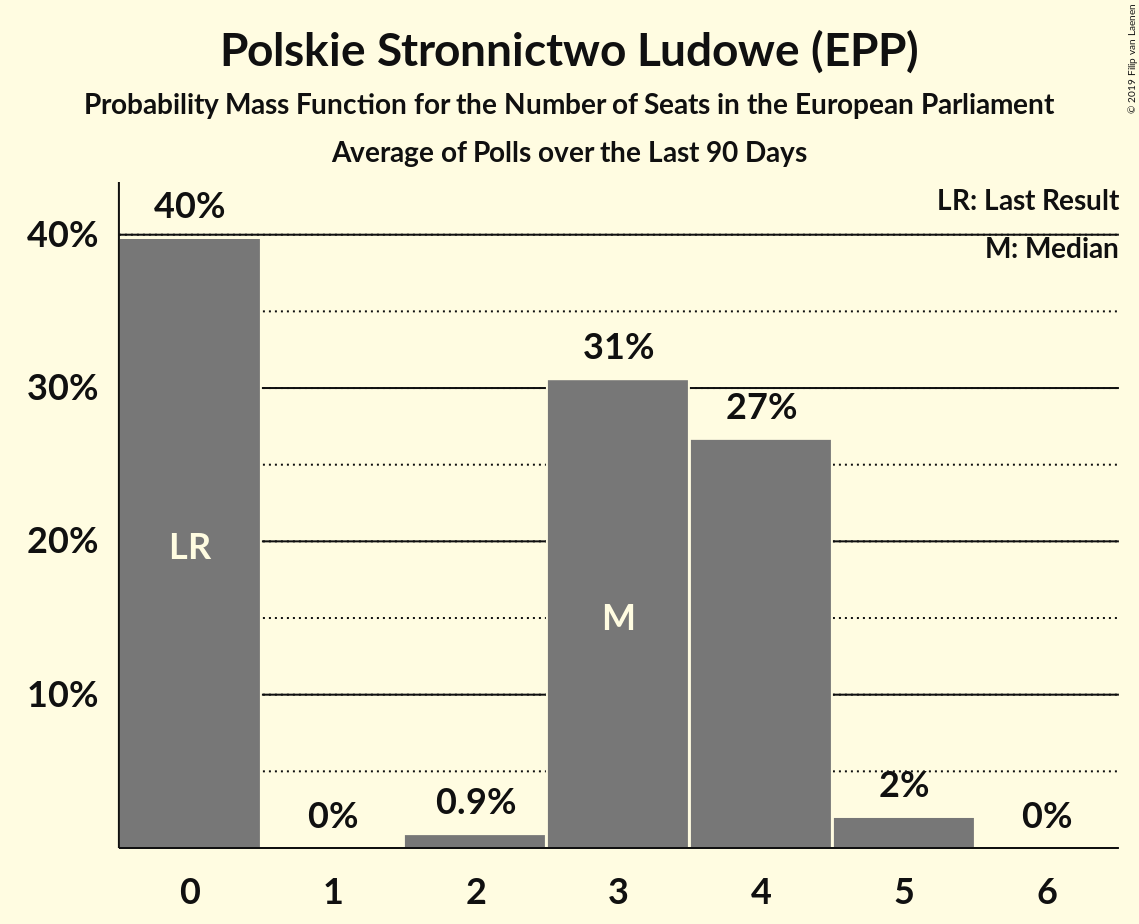 Polskie Stronnictwo Ludowe (EPP)
Probability Mass Function for the Number of Seats in the European Parliament
Average of Polls over the Last 90 Days
© 2019 Filip van Laenen
LR: Last Result
M: Median
40%
30%
20%
10%
40%
0%
0.9%
31%
27%
2%
0%
LR
M
0 1 2 3 4 5 6